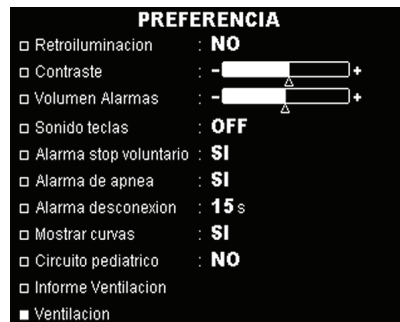 PREFERENCIA
Retroiluminacion : NO
Contraste : - +
Volumen Alarmas : - +
Sonido teclas : OFF
Alarma stop voluntario : SI
Alarma de apnea : SI
Alarma desconexion : 15 s
Mostrar curvas : SI
Circuito pediatrico : NO
Informe Ventilacion
Ventilacion